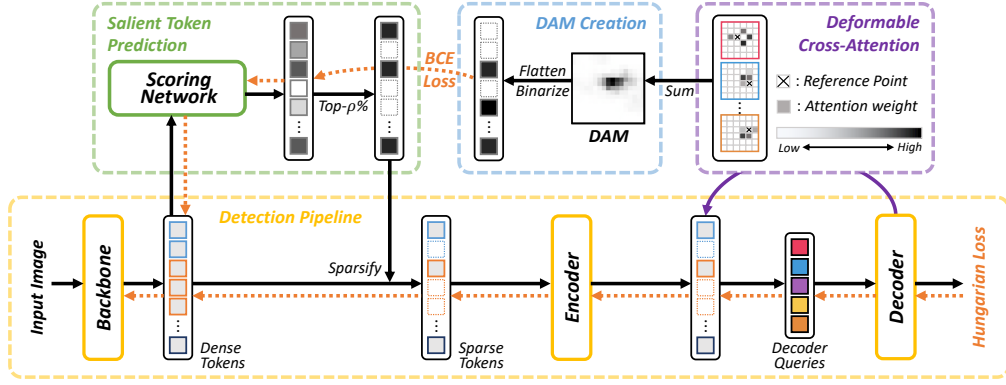 Salient Token
Prediction
Scoring
Network
Top-ρ%
BCE
Loss
DAM Creation
Flatten
Binarize
DAM
Sum
Deformable
Cross-Attention
: Reference Point
: Attention weight
Low
High
Detection Pipeline
Input Image
Backbone
Dense
Tokens
Sparsify
Sparse
Tokens
Encoder
Decoder
Queries
Decoder
Hungarian Loss